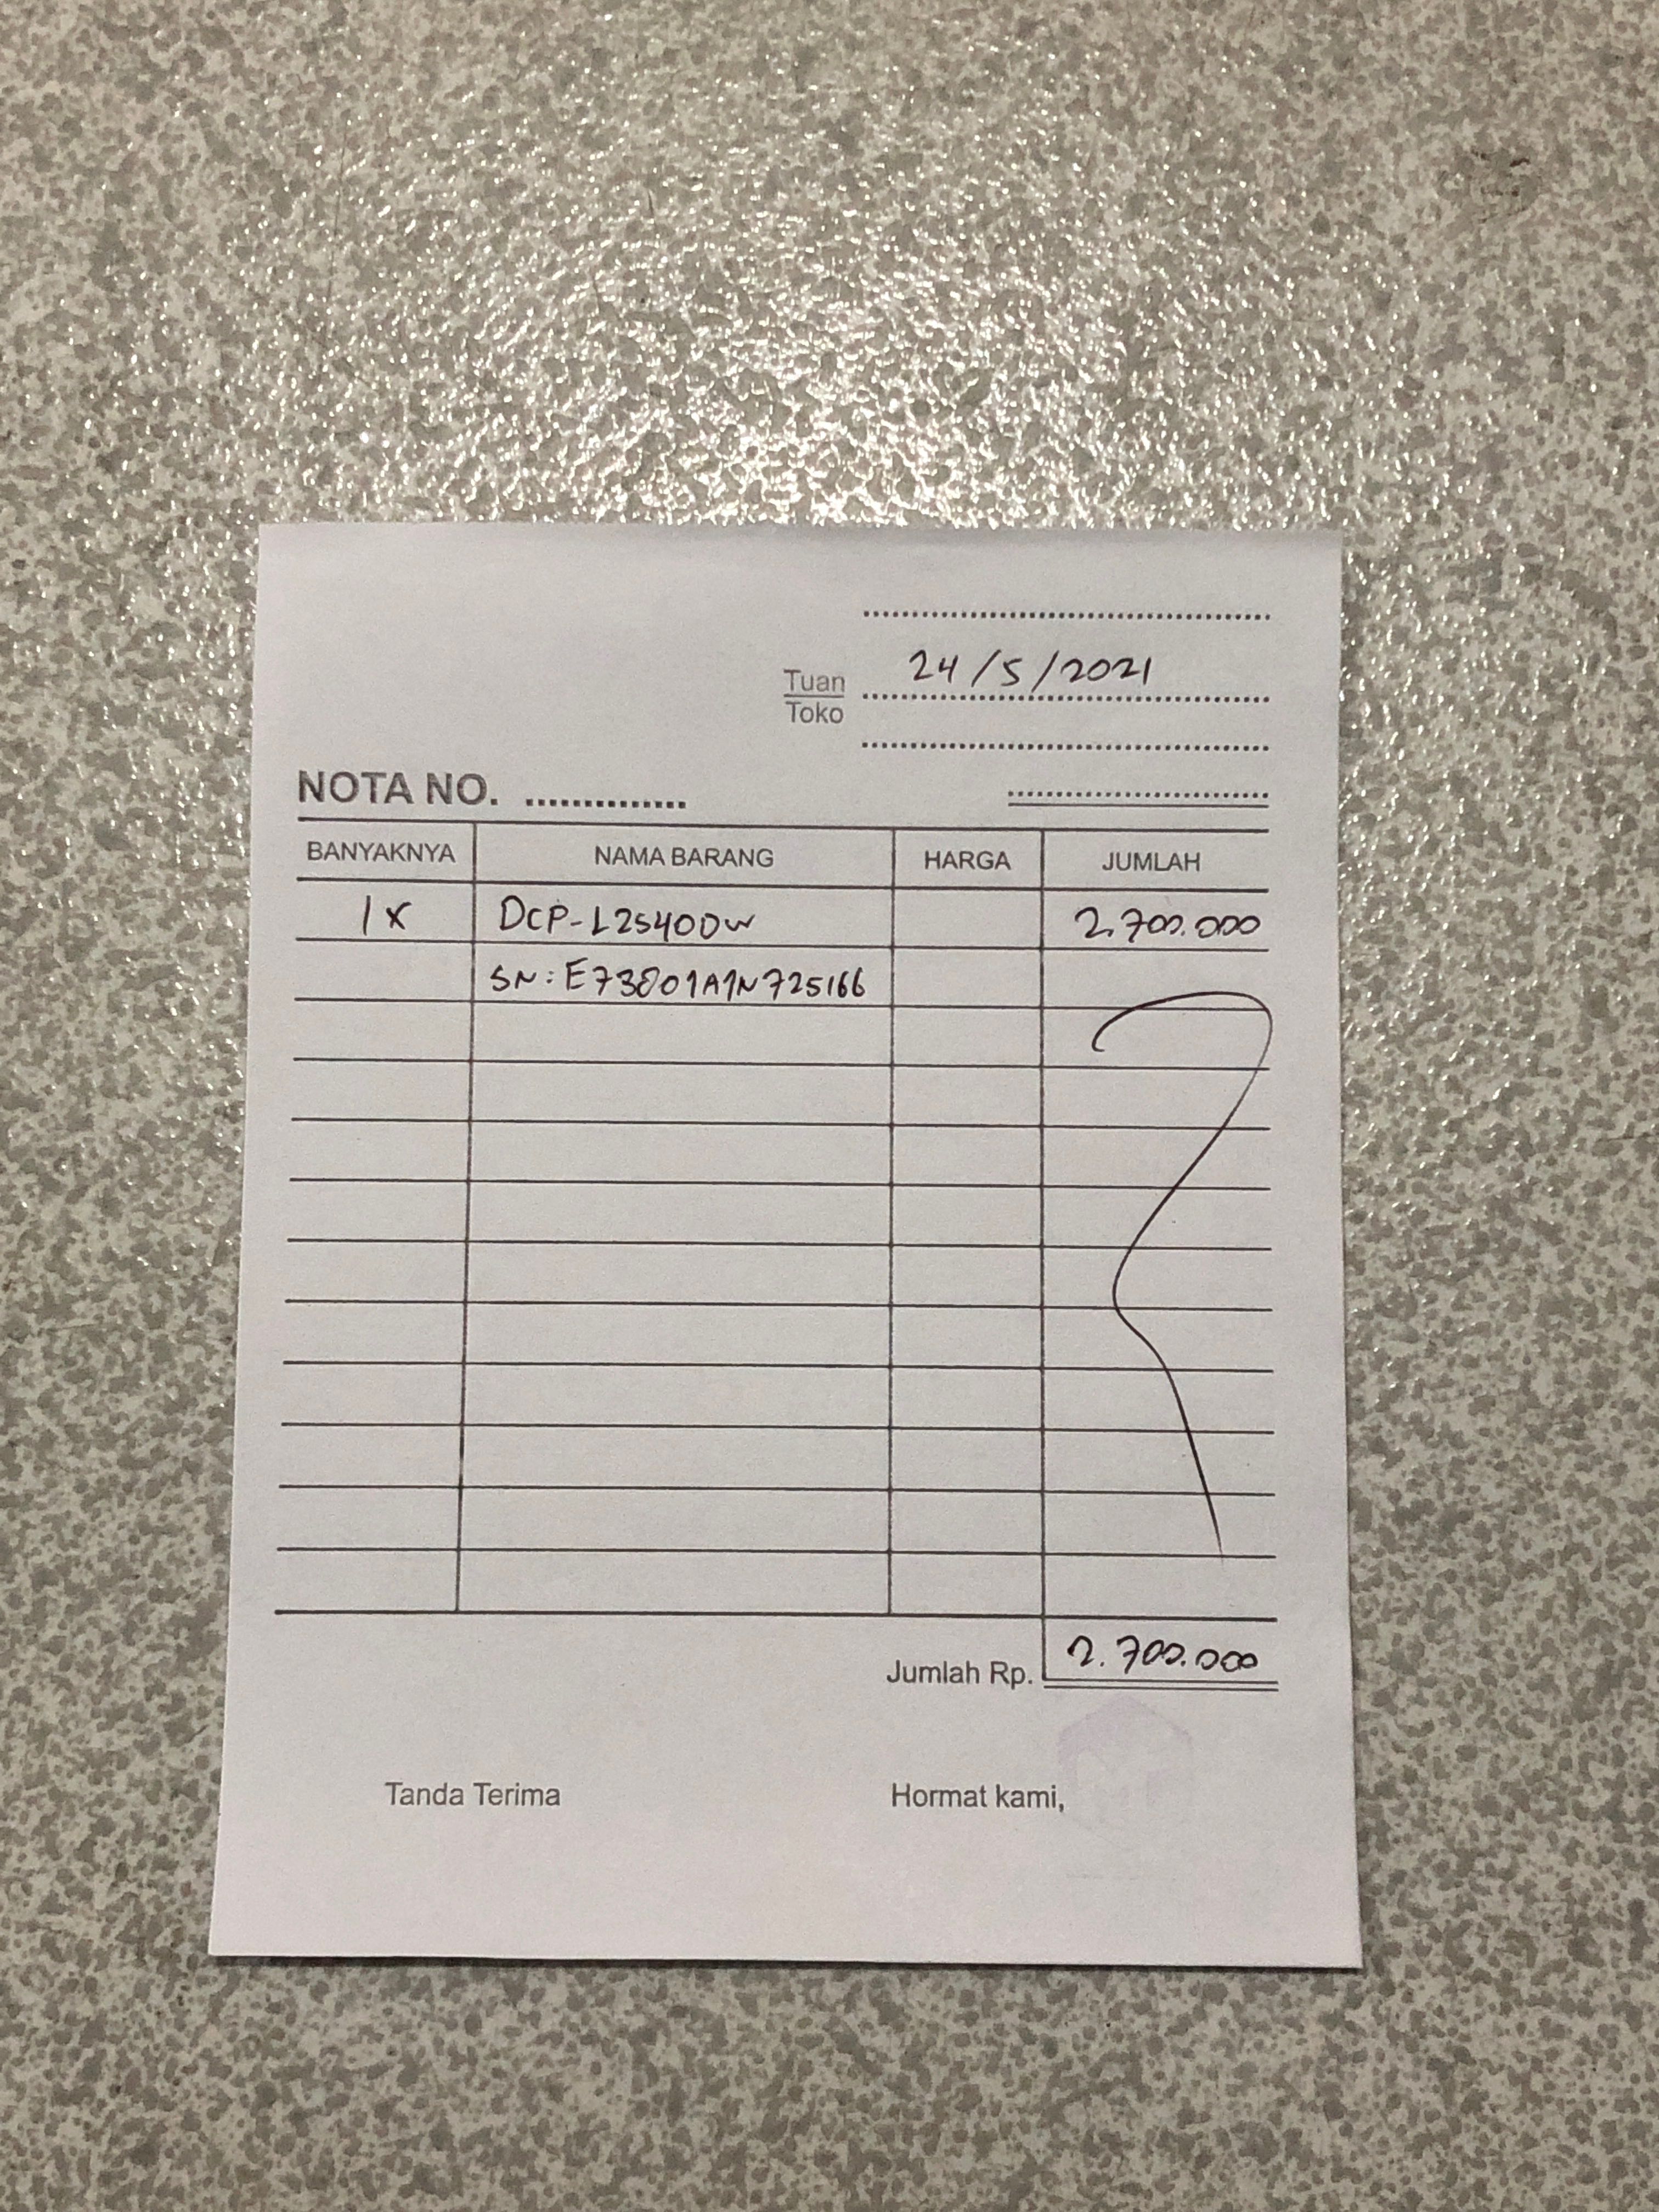 24/5/2021
Tuan
Toko
NOTA NO. ..............
BANYAKNYA NAMA BARANG HARGA JUMLAH
1x DCP-L2540DW 2.700.000
SN: E73801A1N725166
Jumlah Rp. 2.700.000
Tanda Terima Hormat kami,